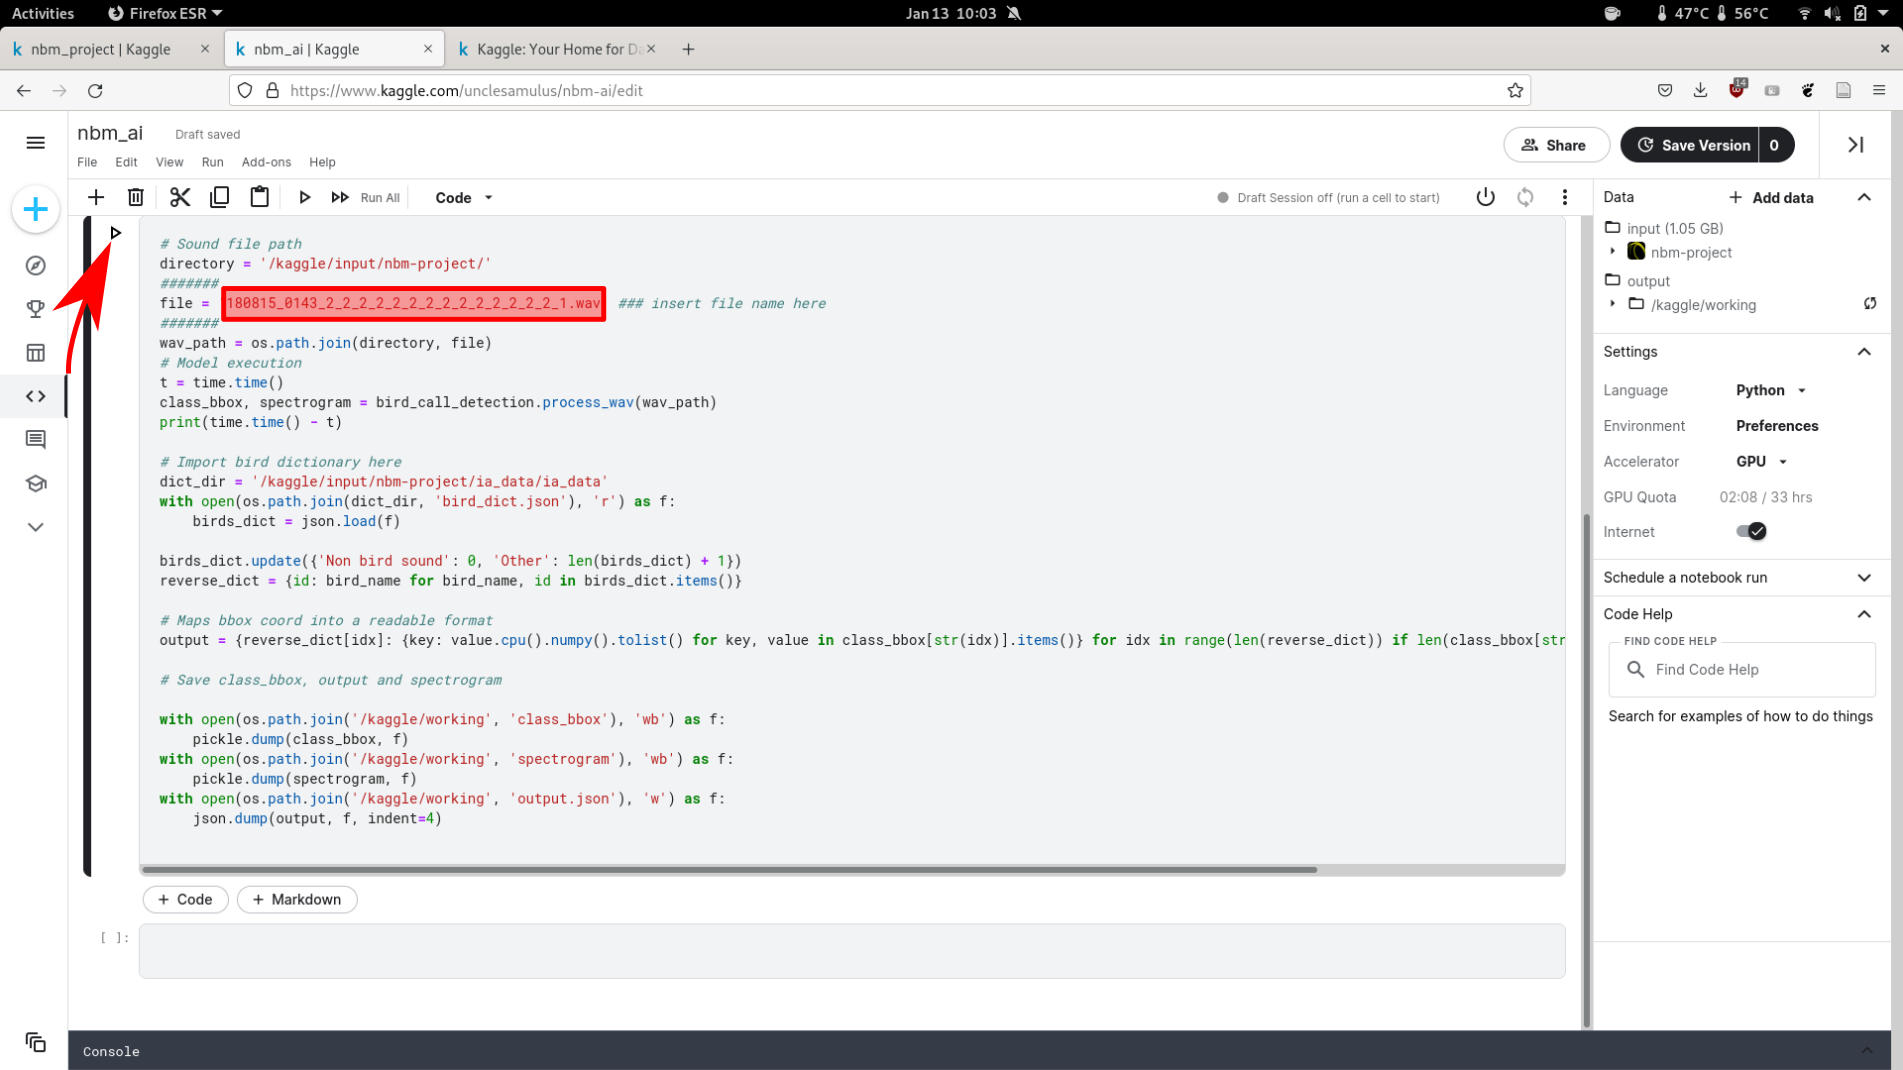 Activities
Firefox ESR
Jan 13 10:03
47°C
56°C
nbm_project | Kaggle
nbm_ai | Kaggle
Kaggle: Your Home for Da
https://www.kaggle.com/unclesamulus/nbm-ai/edit
14
nbm_ai
Draft saved
File Edit View Run Add-ons Help
Share
Save Version 0
Run All
Code
Draft Session off (run a cell to start)
# Sound file path
directory = '/kaggle/input/nbm-project/'
#######
file = 180815_0143_2_2_2_2_2_2_2_2_2_2_2_2_2_2_1.wav ### insert file name here
#######
wav_path = os.path.join(directory, file)
# Model execution
t = time.time()
class_bbox, spectrogram = bird_call_detection.process_wav(wav_path)
print(time.time() - t)
# Import bird dictionary here
dict_dir = '/kaggle/input/nbm-project/ia_data/ia_data'
with open(os.path.join(dict_dir, 'bird_dict.json'), 'r') as f:
    birds_dict = json.load(f)
birds_dict.update({'Non bird sound': 0, 'Other': len(birds_dict) + 1})
reverse_dict = {id: bird_name for bird_name, id in birds_dict.items()}
# Maps bbox coord into a readable format
output = {reverse_dict[idx]: {key: value.cpu().numpy().tolist() for key, value in class_bbox[str(idx)].items()} for idx in range(len(reverse_dict)) if len(class_bbox[str
# Save class_bbox, output and spectrogram
with open(os.path.join('/kaggle/working', 'class_bbox'), 'wb') as f:
    pickle.dump(class_bbox, f)
with open(os.path.join('/kaggle/working', 'spectrogram'), 'wb') as f:
    pickle.dump(spectrogram, f)
with open(os.path.join('/kaggle/working', 'output.json'), 'w') as f:
    json.dump(output, f, indent=4)
+ Code
+ Markdown
[ ]:
Console
Data
+ Add data
input (1.05 GB)
nbm-project
output
/kaggle/working
Settings
Language Python
Environment Preferences
Accelerator GPU
GPU Quota 02:08 / 33 hrs
Internet
Schedule a notebook run
Code Help
FIND CODE HELP
Find Code Help
Search for examples of how to do things